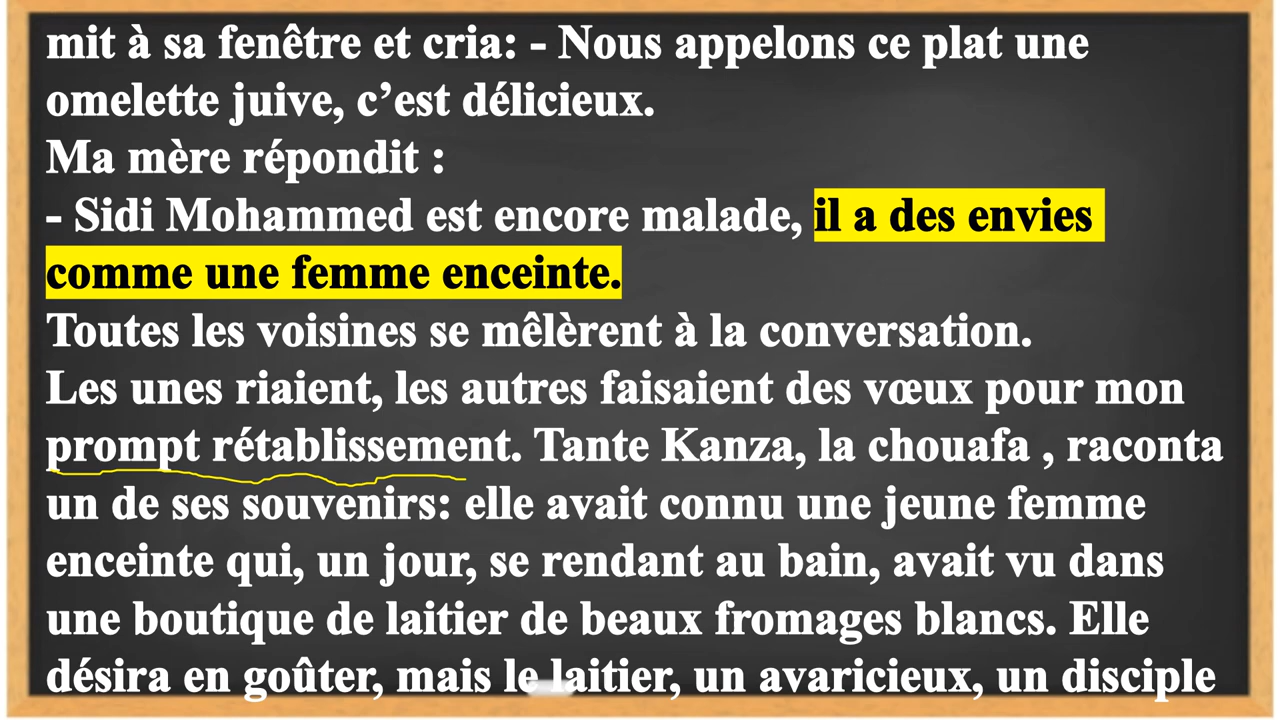 mit à sa fenêtre et cria: - Nous appelons ce plat une
omelette juive, c’est délicieux.
Ma mère répondit :
- Sidi Mohammed est encore malade, il a des envies
comme une femme enceinte.
Toutes les voisines se mêlèrent à la conversation.
Les unes riaient, les autres faisaient des vœux pour mon
prompt rétablissement. Tante Kanza, la chouafa , raconta
un de ses souvenirs: elle avait connu une jeune femme
enceinte qui, un jour, se rendant au bain, avait vu dans
une boutique de laitier de beaux fromages blancs. Elle
désira en goûter, mais le laitier, un avaricieux, un disciple